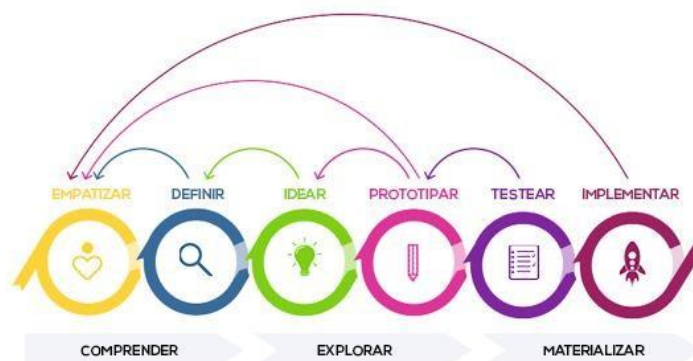 EMPATIZAR DEFINIR IDEAR PROTOTIPAR TESTEAR IMPLEMENTAR
COMPRENDER EXPLORAR MATERIALIZAR